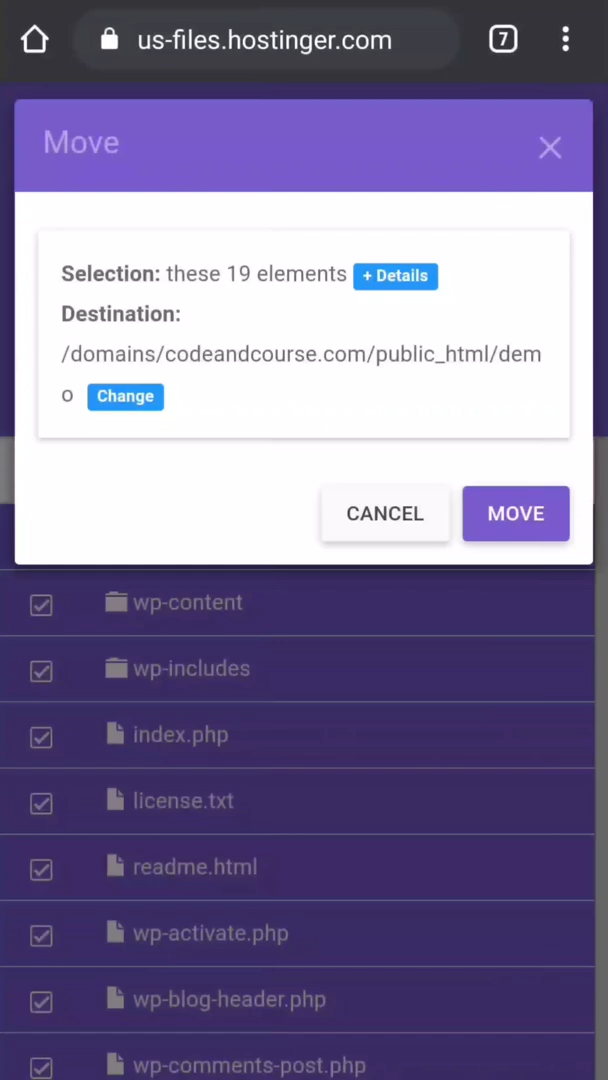 us-files.hostinger.com 7
Move
Selection: these 19 elements + Details
Destination:
/domains/codeandcourse.com/public_html/dem
o Change
CANCEL MOVE
wp-content
wp-includes
index.php
license.txt
readme.html
wp-activate.php
wp-blog-header.php
wp-comments-post.php